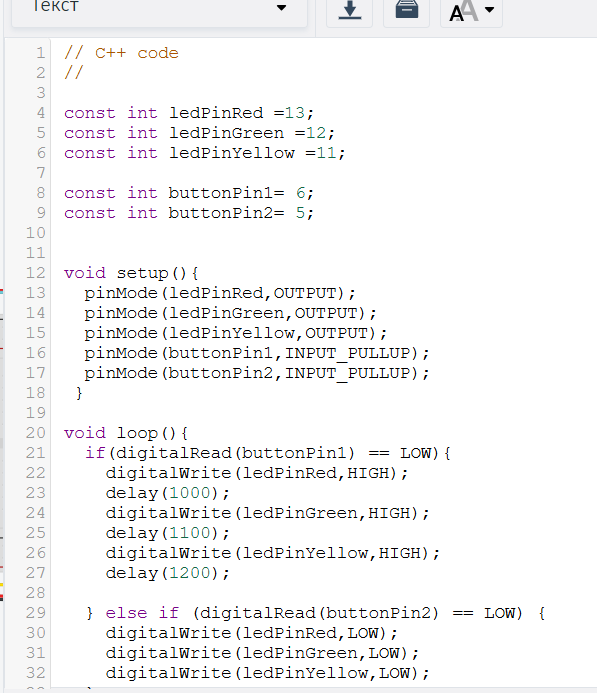 Текст
A A
1 // C++ code
2 //
3
4 const int ledPinRed =13;
5 const int ledPinGreen =12;
6 const int ledPinYellow =11;
7
8 const int buttonPin1= 6;
9 const int buttonPin2= 5;
10
11
12 void setup(){
13   pinMode(ledPinRed,OUTPUT);
14   pinMode(ledPinGreen,OUTPUT);
15   pinMode(ledPinYellow,OUTPUT);
16   pinMode(buttonPin1,INPUT_PULLUP);
17   pinMode(buttonPin2,INPUT_PULLUP);
18  }
19
20 void loop(){
21   if(digitalRead(buttonPin1) == LOW){
22     digitalWrite(ledPinRed,HIGH);
23     delay(1000);
24     digitalWrite(ledPinGreen,HIGH);
25     delay(1100);
26     digitalWrite(ledPinYellow,HIGH);
27     delay(1200);
28
29   } else if (digitalRead(buttonPin2) == LOW) {
30     digitalWrite(ledPinRed,LOW);
31     digitalWrite(ledPinGreen,LOW);
32     digitalWrite(ledPinYellow,LOW);